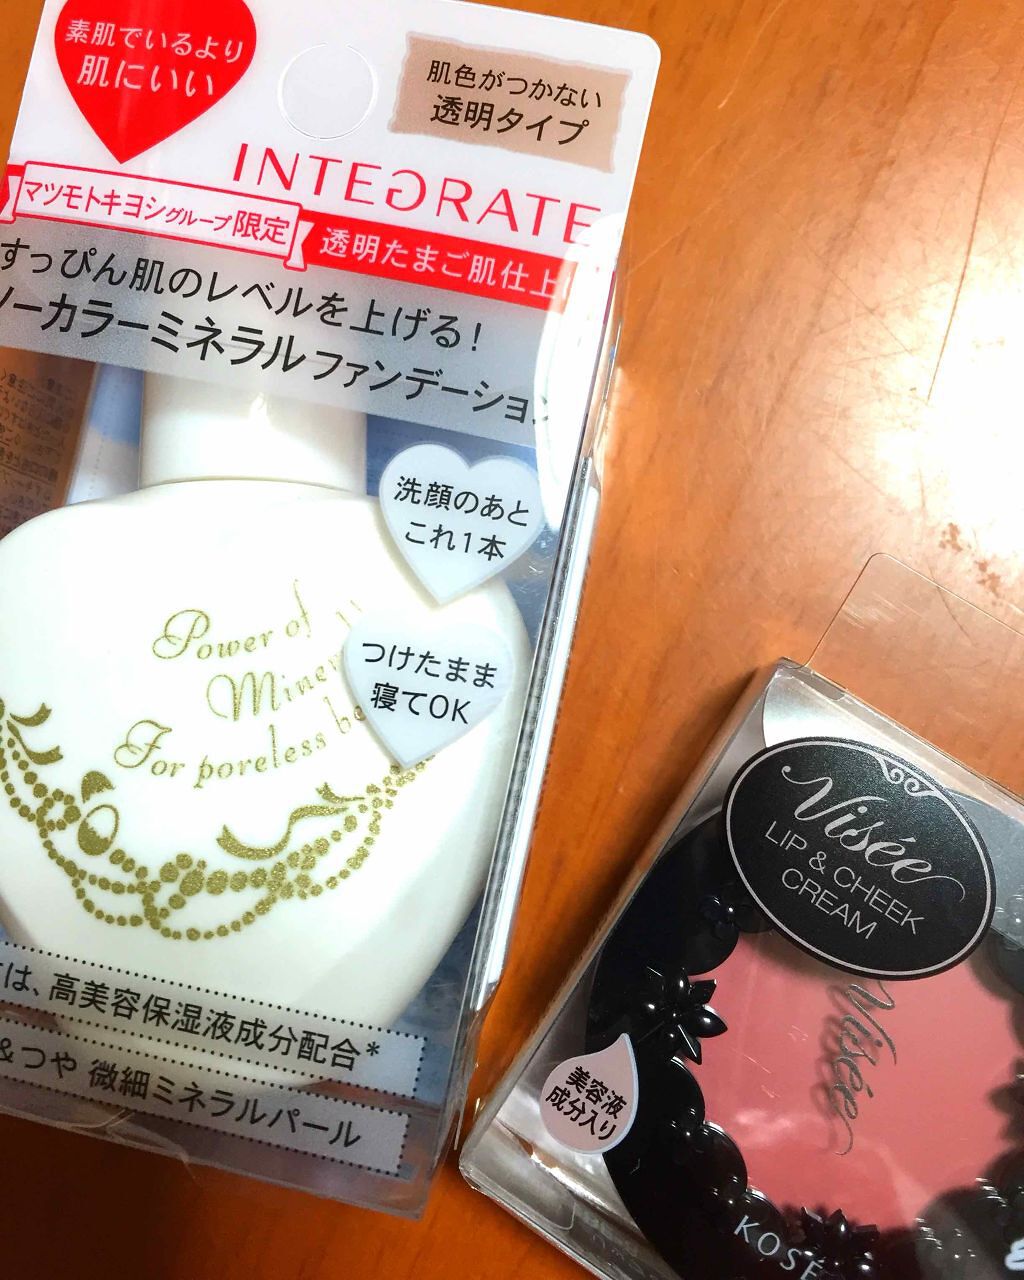 素肌でいるより
肌にいい
肌色がつかない
透明タイプ
INTEGRATE
マツモトキヨシグループ限定
透明たまご肌仕上
すっぴん肌のレベルを上げる!
ノーカラーミネラルファンデーション
洗顔のあと
これ1本
つけたまま
寝てOK
Power of
Miner
For poreless be
は、高美容保湿液成分配合*
&つや 微細ミネラルパール
Visée
LIP & CHEEK
CREAM
Visée
美容液
成分入り
KOSÉ